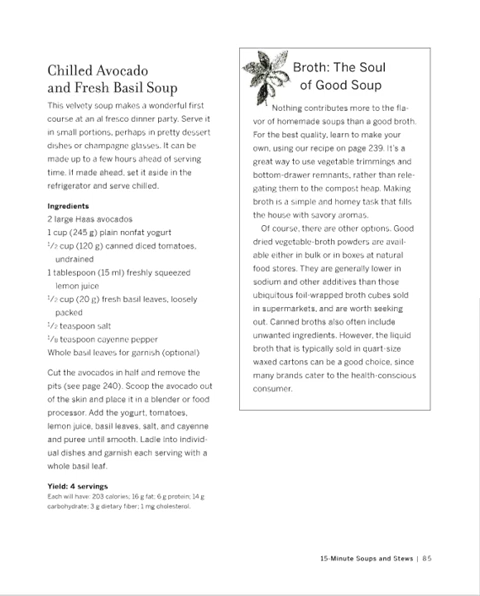 Chilled Avocado
and Fresh Basil Soup
This velvety soup makes a wonderful first
course at an al fresco dinner party. Serve it
in small portions, perhaps in pretty dessert
dishes or champagne glasses. It can be
made up to a few hours ahead of serving
time. If made ahead, set it aside in the
refrigerator and serve chilled.
Ingredients
2 large Haas avocados
1 cup (245 g) plain nonfat yogurt
1/2 cup (120 g) canned diced tomatoes,
undrained
1 tablespoon (15 ml) freshly squeezed
lemon juice
1/2 cup (20 g) fresh basil leaves, loosely
packed
1/2 teaspoon salt
1/8 teaspoon cayenne pepper
Whole basil leaves for garnish (optional)
Cut the avocados in half and remove the
pits (see page 240). Scoop the avocado out
of the skin and place it in a blender or food
processor. Add the yogurt, tomatoes,
lemon juice, basil leaves, salt, and cayenne
and puree until smooth. Ladle into individ-
ual dishes and garnish each serving with a
whole basil leaf.
Yield: 4 servings
Each will have: 203 calories; 16 g fat; 6 g protein; 14 g
carbohydrate; 3 g dietary fiber; 1 mg cholesterol.
Broth: The Soul
of Good Soup
Nothing contributes more to the fla-
vor of homemade soups than a good broth.
For the best quality, learn to make your
own, using our recipe on page 239. It's a
great way to use vegetable trimmings and
bottom-drawer remnants, rather than rele-
gating them to the compost heap. Making
broth is a simple and homey task that fills
the house with savory aromas.
Of course, there are other options. Good
dried vegetable-broth powders are avail-
able either in bulk or in boxes at natural
food stores. They are generally lower in
sodium and other additives than those
ubiquitous foil-wrapped broth cubes sold
in supermarkets, and are worth seeking
out. Canned broths also often include
unwanted ingredients. However, the liquid
broth that is typically sold in quart-size
waxed cartons can be a good choice, since
many brands cater to the health-conscious
consumer.
15-Minute Soups and Stews | 85